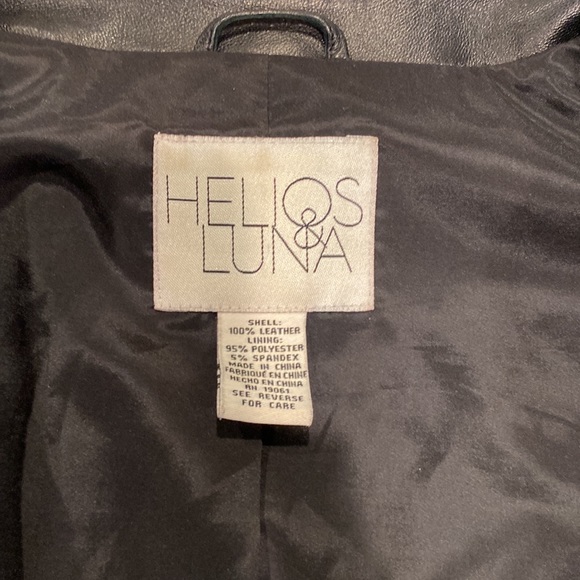 HELIOS
&
LUNA
SHELL:
100% LEATHER
LINING:
95% POLYESTER
5% SPANDEX
MADE IN CHINA
FABRIQUÉ EN CHINE
HECHO EN CHINA
RN 19061
SEE REVERSE
FOR CARE